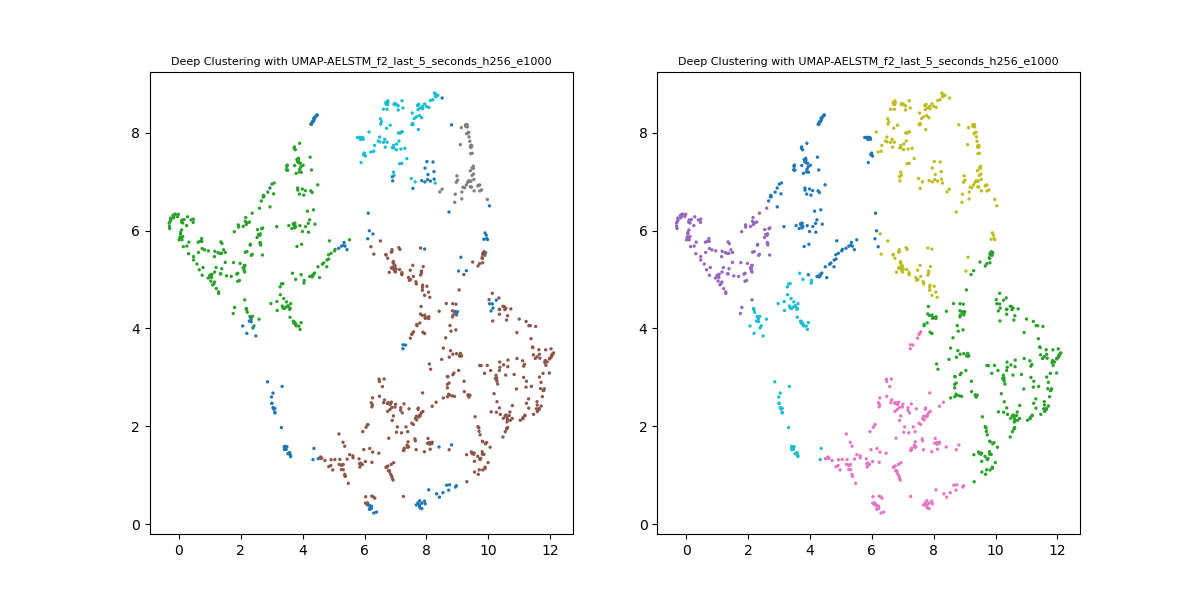 Deep Clustering with UMAP-AELSTM_f2_last_5_seconds_h256_e1000
8
6
4
2
0
0 2 4 6 8 10 12
Deep Clustering with UMAP-AELSTM_f2_last_5_seconds_h256_e1000
8
6
4
2
0
0 2 4 6 8 10 12